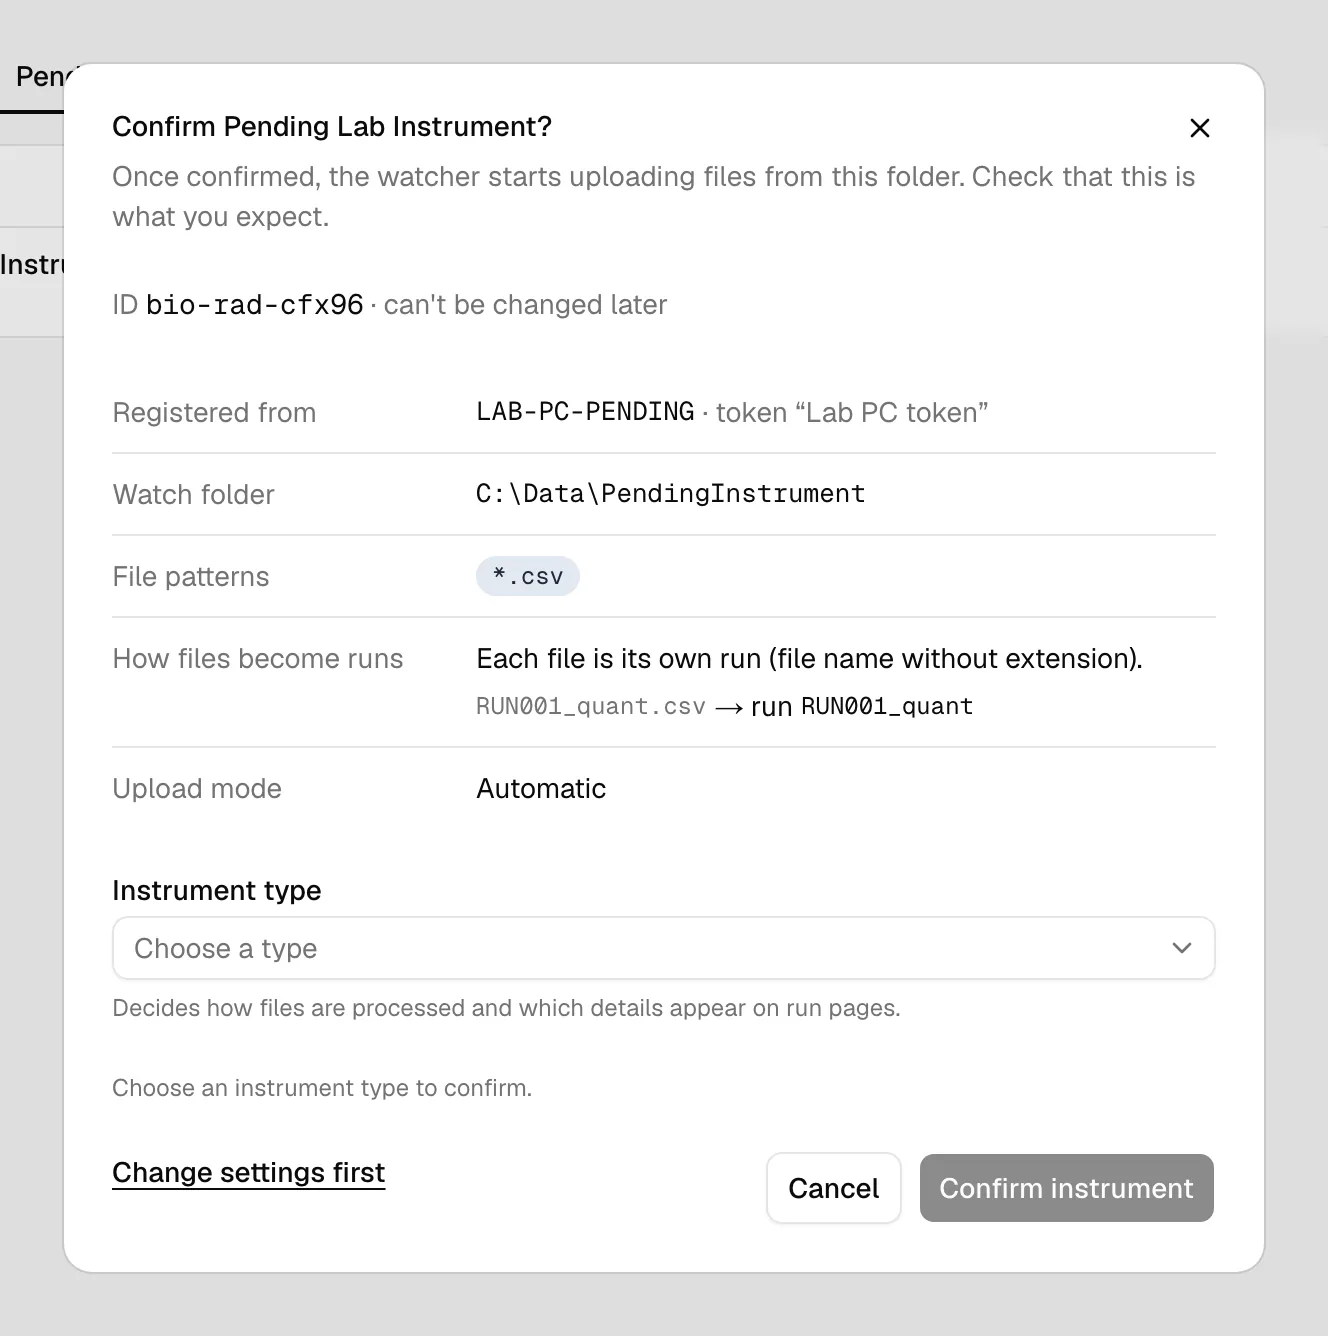 Confirm Pending Lab Instrument?
Once confirmed, the watcher starts uploading files from this folder. Check that this is
what you expect.
ID bio-rad-cfx96 · can't be changed later
Registered from LAB-PC-PENDING · token “Lab PC token”
Watch folder C:\Data\PendingInstrument
File patterns *.csv
How files become runs Each file is its own run (file name without extension).
RUN001_quant.csv → run RUN001_quant
Upload mode Automatic
Instrument type
Choose a type
Decides how files are processed and which details appear on run pages.
Choose an instrument type to confirm.
Change settings first Cancel Confirm instrument